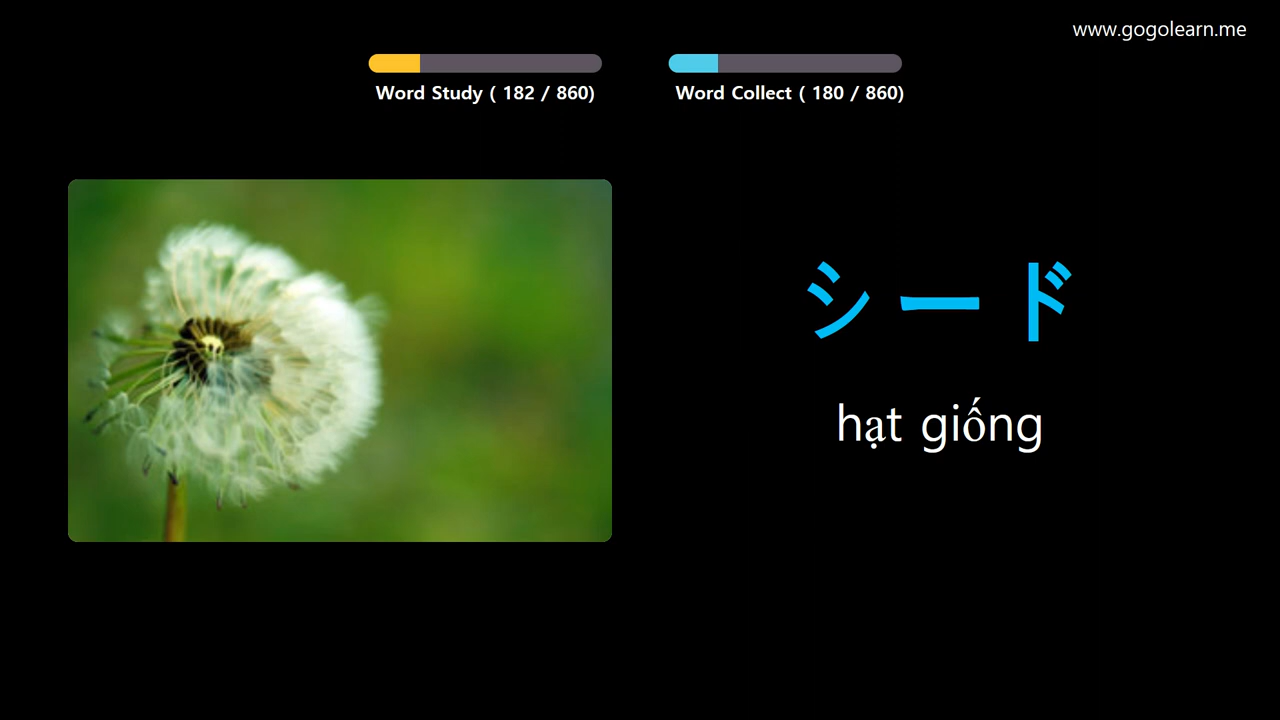 www.gogolearn.me
Word Study ( 182 / 860)
Word Collect ( 180 / 860)
シード
hạt giống